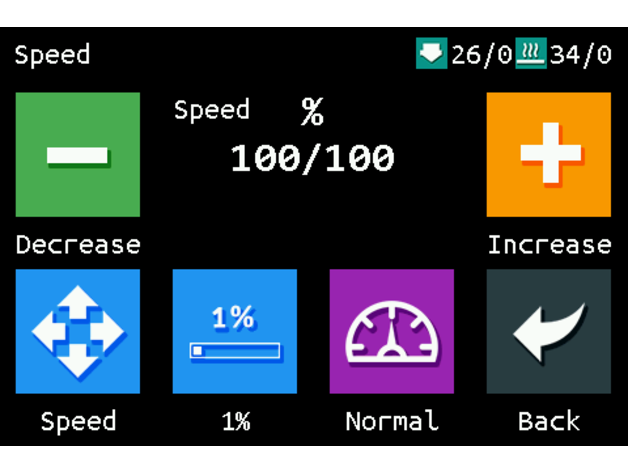 Speed 26/0 34/0
Speed %
100/100
Decrease Increase
1%
Speed 1% Normal Back